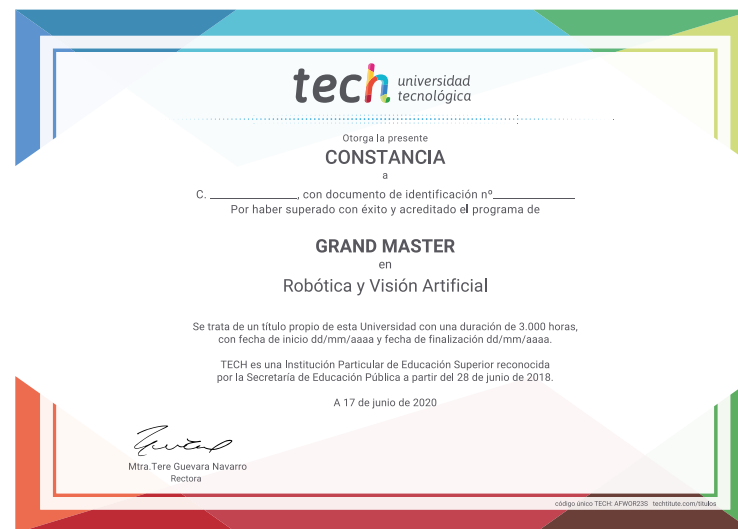 tech universidad
tecnológica
Otorga la presente
CONSTANCIA
a
C. ________________, con documento de identificación nº_______________
Por haber superado con éxito y acreditado el programa de
GRAND MASTER
en
Robótica y Visión Artificial
Se trata de un título propio de esta Universidad con una duración de 3.000 horas,
con fecha de inicio dd/mm/aaaa y fecha de finalización dd/mm/aaaa.
TECH es una Institución Particular de Educación Superior reconocida
por la Secretaría de Educación Pública a partir del 28 de junio de 2018.
A 17 de junio de 2020
Mtra.Tere Guevara Navarro
Rectora
código único TECH: AFWOR23S techtitute.com/titulos